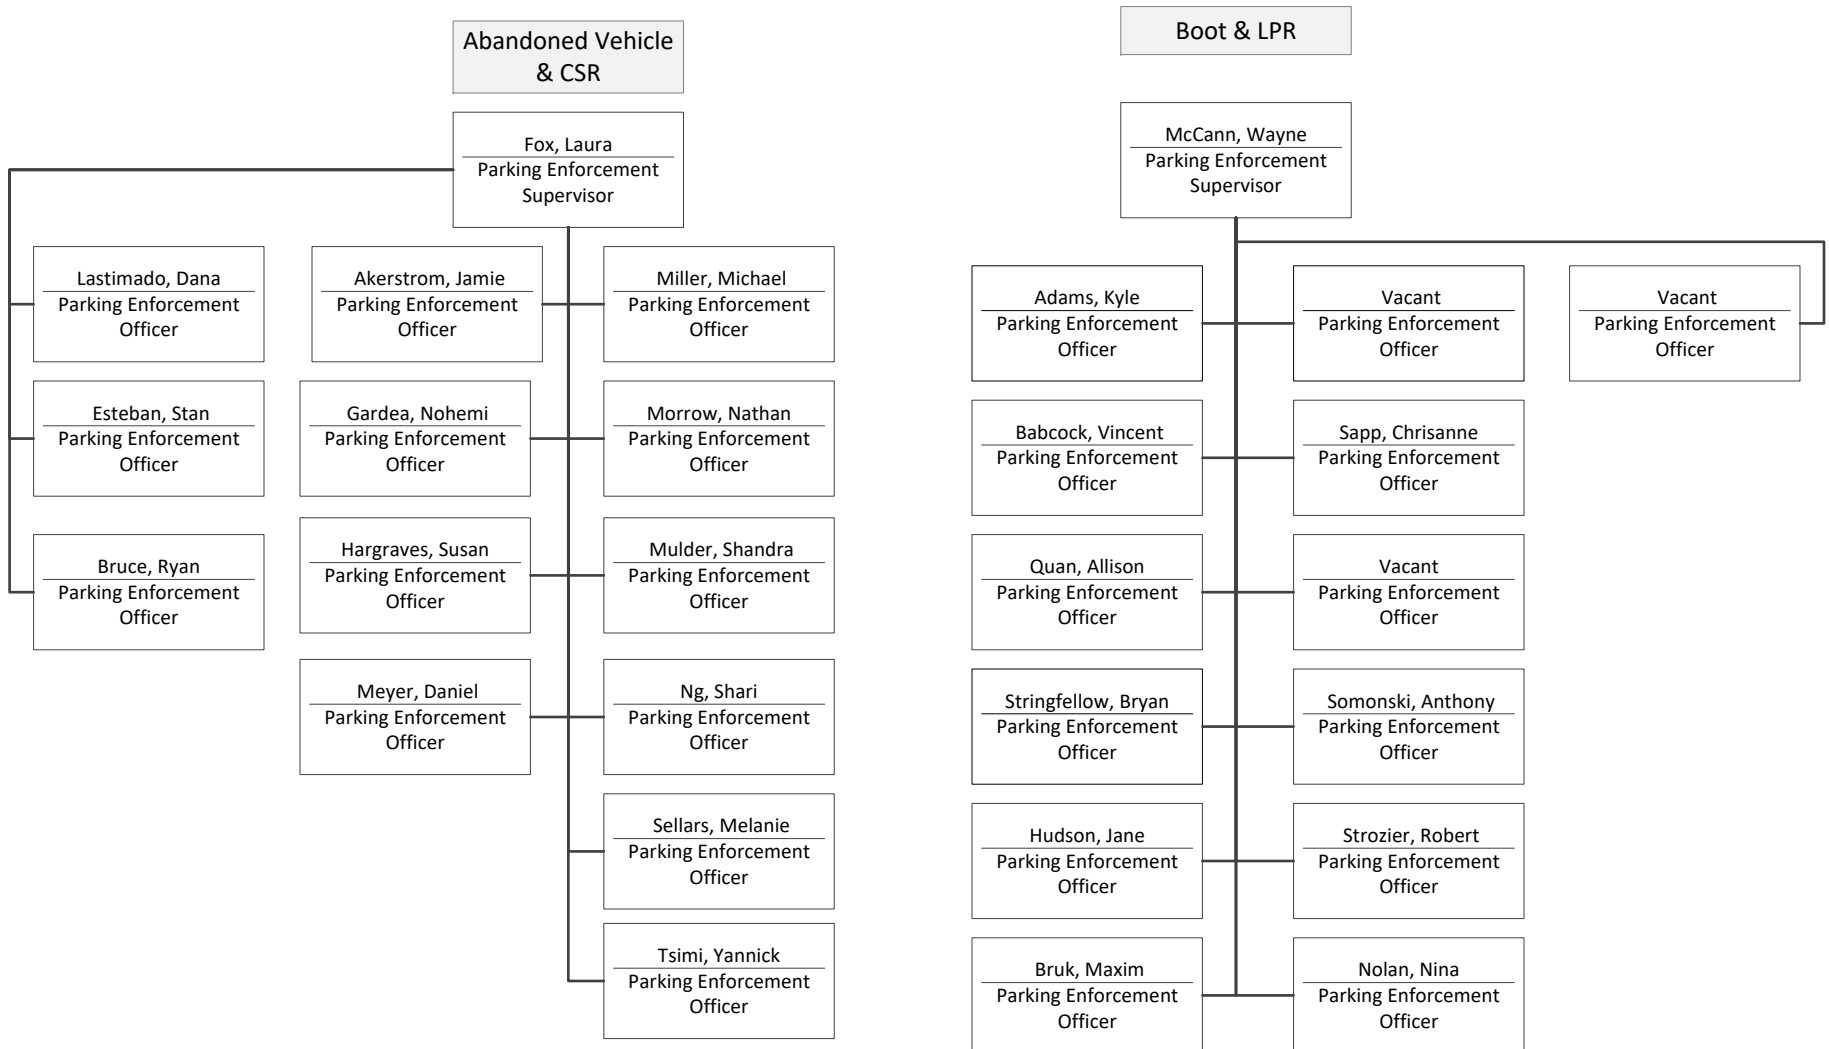 Abandoned Vehicle
& CSR
Fox, Laura
Parking Enforcement
Supervisor
Lastimado, Dana
Parking Enforcement
Officer
Akerstrom, Jamie
Parking Enforcement
Officer
Miller, Michael
Parking Enforcement
Officer
Esteban, Stan
Parking Enforcement
Officer
Gardea, Nohemi
Parking Enforcement
Officer
Morrow, Nathan
Parking Enforcement
Officer
Bruce, Ryan
Parking Enforcement
Officer
Hargraves, Susan
Parking Enforcement
Officer
Mulder, Shandra
Parking Enforcement
Officer
Meyer, Daniel
Parking Enforcement
Officer
Ng, Shari
Parking Enforcement
Officer
Sellars, Melanie
Parking Enforcement
Officer
Tsimi, Yannick
Parking Enforcement
Officer
Boot & LPR
McCann, Wayne
Parking Enforcement
Supervisor
Adams, Kyle
Parking Enforcement
Officer
Vacant
Parking Enforcement
Officer
Vacant
Parking Enforcement
Officer
Babcock, Vincent
Parking Enforcement
Officer
Sapp, Chrisanne
Parking Enforcement
Officer
Quan, Allison
Parking Enforcement
Officer
Vacant
Parking Enforcement
Officer
Stringfellow, Bryan
Parking Enforcement
Officer
Somonski, Anthony
Parking Enforcement
Officer
Hudson, Jane
Parking Enforcement
Officer
Strozier, Robert
Parking Enforcement
Officer
Bruk, Maxim
Parking Enforcement
Officer
Nolan, Nina
Parking Enforcement
Officer